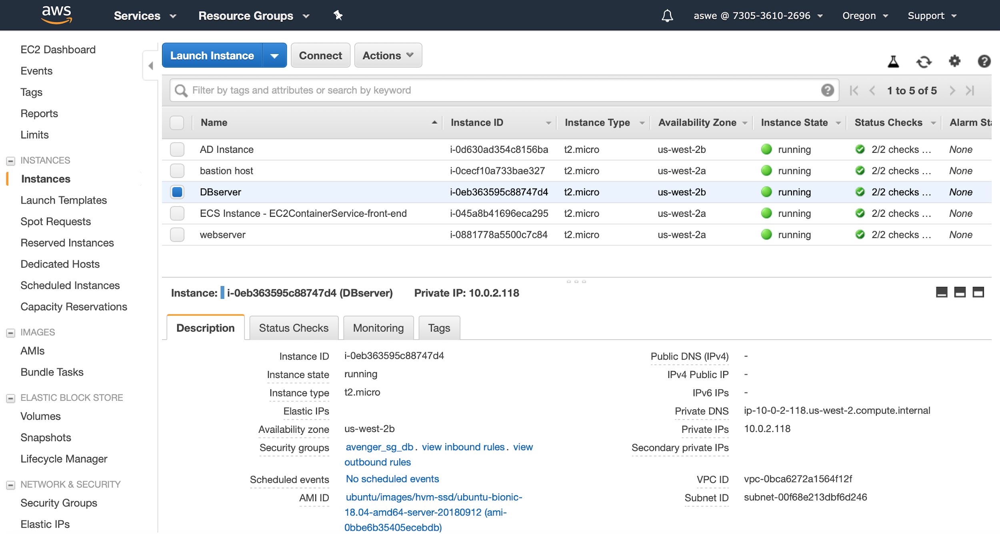 aws Services Resource Groups aswe @ 7305-3610-2696 Oregon Support
EC2 Dashboard
Events
Tags
Reports
Limits
INSTANCES
Instances
Launch Templates
Spot Requests
Reserved Instances
Dedicated Hosts
Scheduled Instances
Capacity Reservations
IMAGES
AMIs
Bundle Tasks
ELASTIC BLOCK STORE
Volumes
Snapshots
Lifecycle Manager
NETWORK & SECURITY
Security Groups
Elastic IPs
Launch Instance Connect Actions
Filter by tags and attributes or search by keyword 1 to 5 of 5
Name Instance ID Instance Type Availability Zone Instance State Status Checks Alarm Sta
AD Instance i-0d630ad354c8156ba t2.micro us-west-2b running 2/2 checks ... None
bastion host i-0cecf10a733bae327 t2.micro us-west-2a running 2/2 checks ... None
DBserver i-0eb363595c88747d4 t2.micro us-west-2b running 2/2 checks ... None
ECS Instance - EC2ContainerService-front-end i-045a8b41696eca295 t2.micro us-west-2a running 2/2 checks ... None
webserver i-0881778a5500c7c84 t2.micro us-west-2a running 2/2 checks ... None
Instance: i-0eb363595c88747d4 (DBserver) Private IP: 10.0.2.118
Description Status Checks Monitoring Tags
Instance ID i-0eb363595c88747d4
Instance state running
Instance type t2.micro
Elastic IPs
Availability zone us-west-2b
Security groups avenger_sg_db. view inbound rules. view
outbound rules
Scheduled events No scheduled events
AMI ID ubuntu/images/hvm-ssd/ubuntu-bionic-
18.04-amd64-server-20180912 (ami-
0bbe6b35405ecebdb)
Public DNS (IPv4) -
IPv4 Public IP -
IPv6 IPs -
Private DNS ip-10-0-2-118.us-west-2.compute.internal
Private IPs 10.0.2.118
Secondary private IPs
VPC ID vpc-0bca6272a1564f12f
Subnet ID subnet-00f68e213dbf6d246